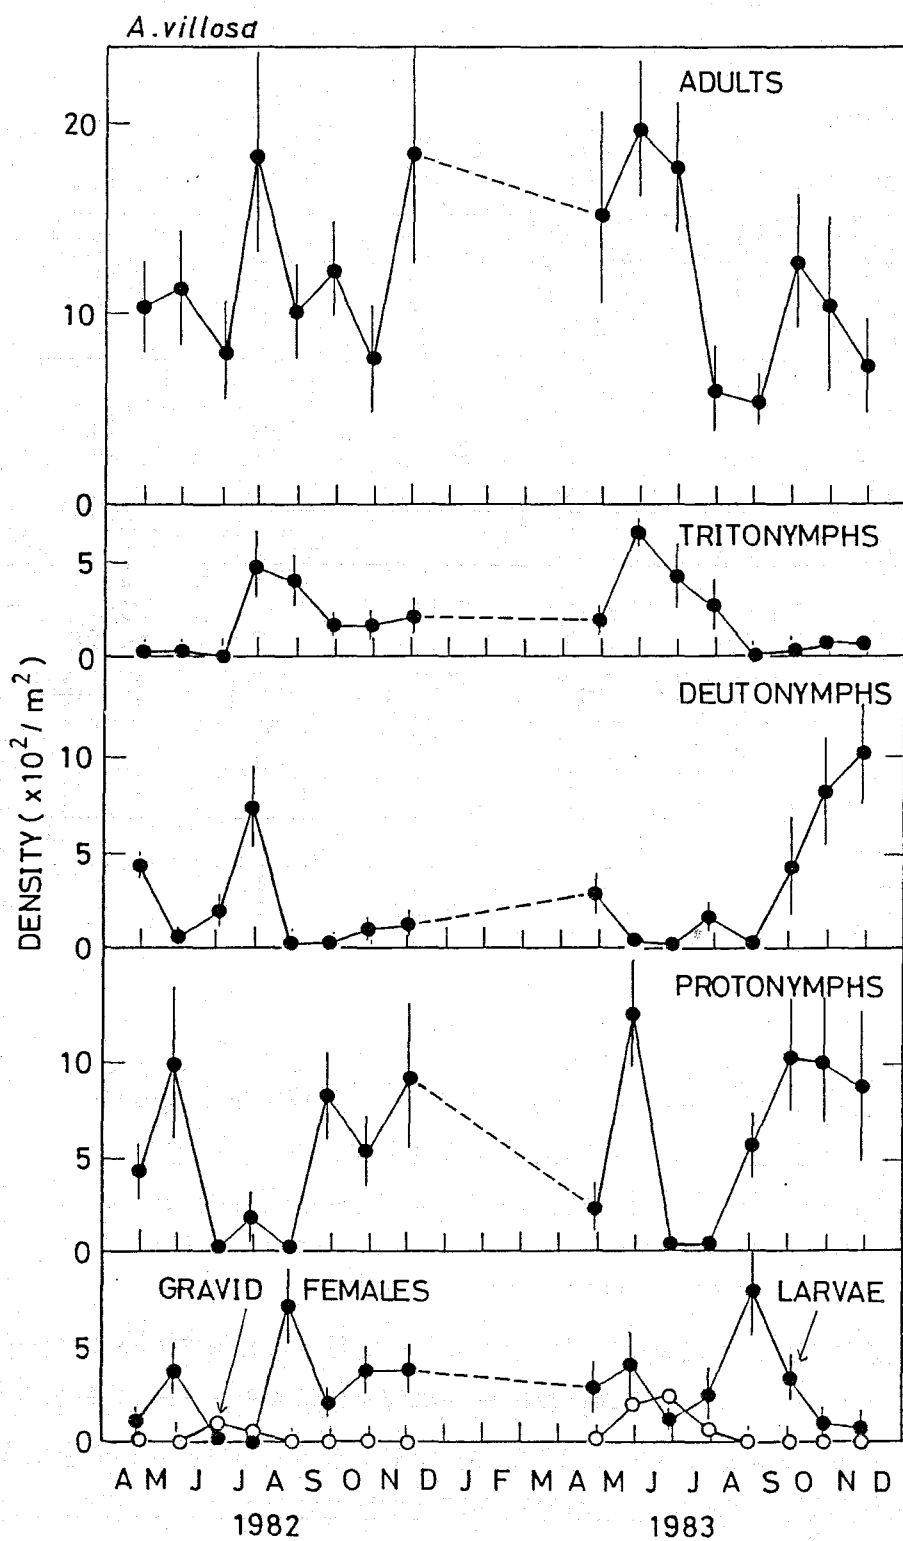 A.villosa
ADULTS
20
10
0
TRITONYMPHS
5
0
DEUTONYMPHS
10
5
0
PROTONYMPHS
10
5
0
GRAVID FEMALES LARVAE
5
0
DENSITY ( x10²/ m²)
A M J J A S O N D J F M A M J J A S O N D
1982 1983